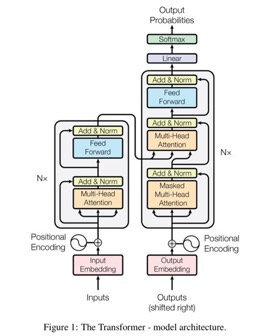 Output
Probabilities
Softmax
Linear
Add & Norm
Feed
Forward
Add & Norm
Multi-Head
Attention
Add & Norm
Masked
Multi-Head
Attention
N×
Add & Norm
Feed
Forward
Add & Norm
Multi-Head
Attention
N×
Positional
Encoding
Positional
Encoding
Input
Embedding
Output
Embedding
Inputs
Outputs
(shifted right)
Figure 1: The Transformer - model architecture.